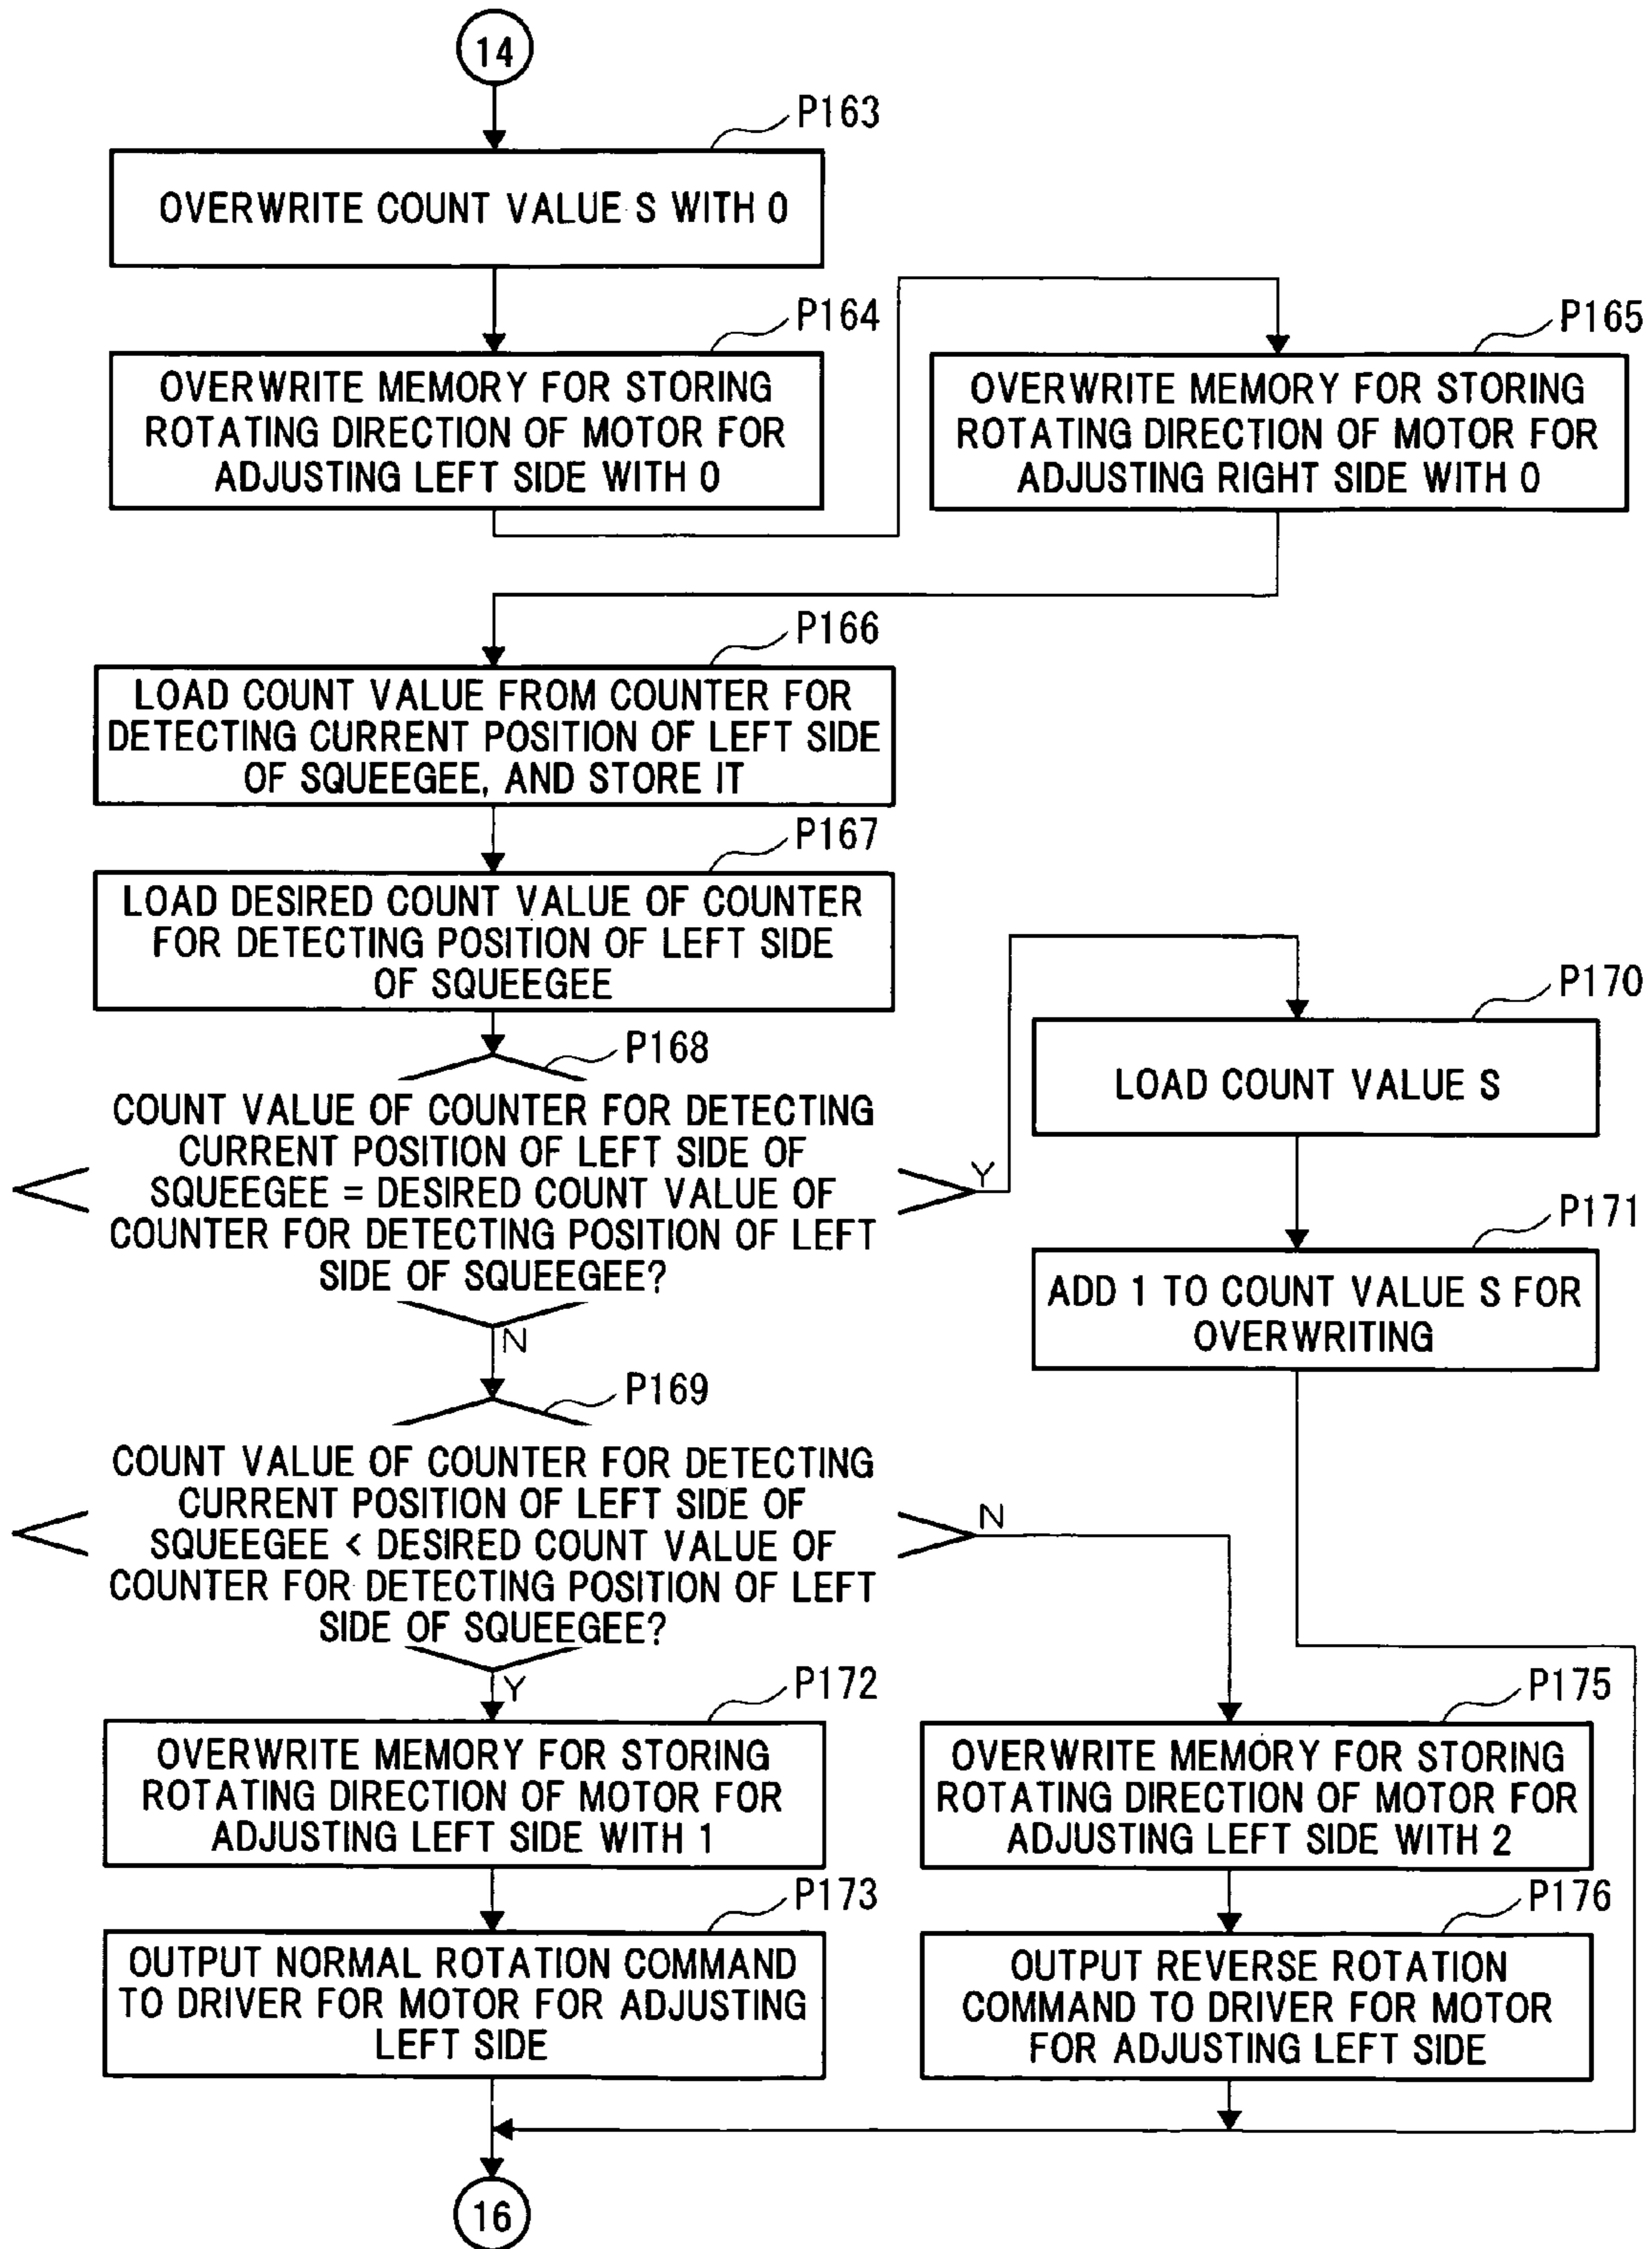 14
P163
OVERWRITE COUNT VALUE S WITH 0
P164
OVERWRITE MEMORY FOR STORING
ROTATING DIRECTION OF MOTOR FOR
ADJUSTING LEFT SIDE WITH 0
P165
OVERWRITE MEMORY FOR STORING
ROTATING DIRECTION OF MOTOR FOR
ADJUSTING RIGHT SIDE WITH 0
P166
LOAD COUNT VALUE FROM COUNTER FOR
DETECTING CURRENT POSITION OF LEFT SIDE
OF SQUEEGEE, AND STORE IT
P167
LOAD DESIRED COUNT VALUE OF COUNTER
FOR DETECTING POSITION OF LEFT SIDE
OF SQUEEGEE
P168
COUNT VALUE OF COUNTER FOR DETECTING
CURRENT POSITION OF LEFT SIDE OF
SQUEEGEE = DESIRED COUNT VALUE OF
COUNTER FOR DETECTING POSITION OF LEFT
SIDE OF SQUEEGEE?
Y
N
P170
LOAD COUNT VALUE S
P171
ADD 1 TO COUNT VALUE S FOR
OVERWRITING
P169
COUNT VALUE OF COUNTER FOR DETECTING
CURRENT POSITION OF LEFT SIDE OF
SQUEEGEE < DESIRED COUNT VALUE OF
COUNTER FOR DETECTING POSITION OF LEFT
SIDE OF SQUEEGEE?
N
Y
P172
OVERWRITE MEMORY FOR STORING
ROTATING DIRECTION OF MOTOR FOR
ADJUSTING LEFT SIDE WITH 1
P173
OUTPUT NORMAL ROTATION COMMAND
TO DRIVER FOR MOTOR FOR ADJUSTING
LEFT SIDE
P175
OVERWRITE MEMORY FOR STORING
ROTATING DIRECTION OF MOTOR FOR
ADJUSTING LEFT SIDE WITH 2
P176
OUTPUT REVERSE ROTATION
COMMAND TO DRIVER FOR MOTOR
FOR ADJUSTING LEFT SIDE
16